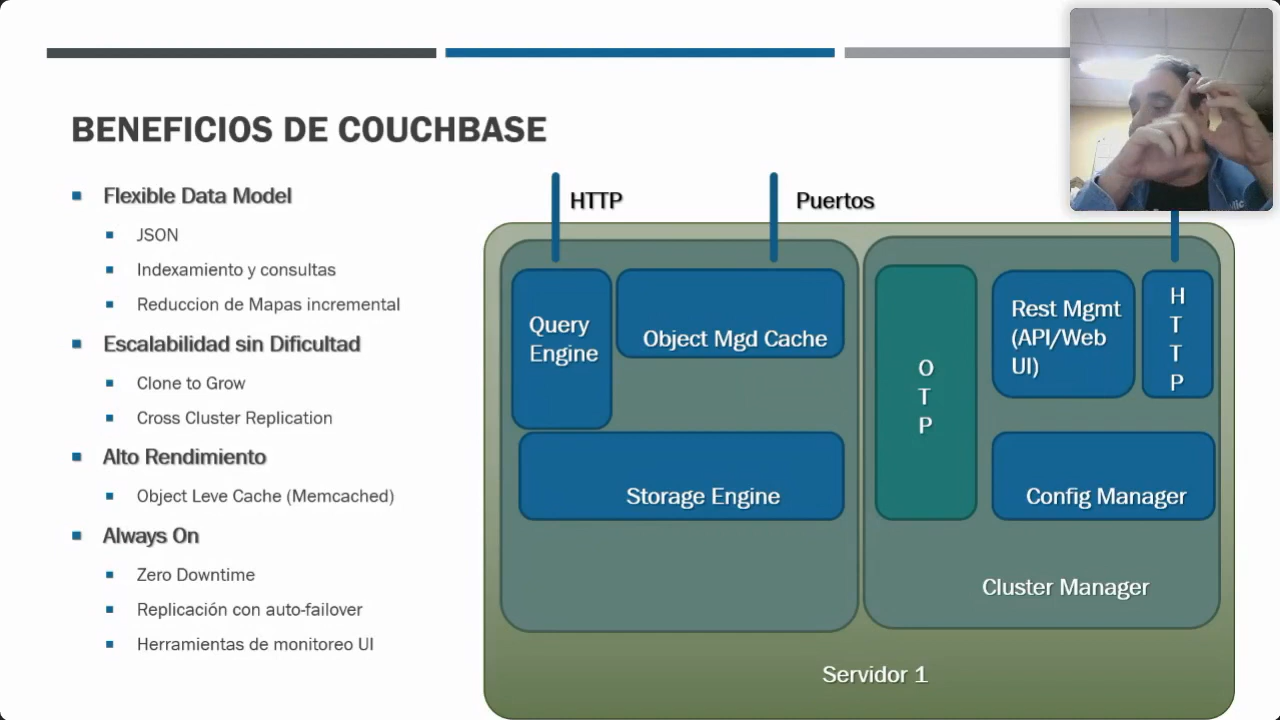 BENEFICIOS DE COUCHBASE
Flexible Data Model
JSON
Indexamiento y consultas
Reduccion de Mapas incremental
Escalabilidad sin Dificultad
Clone to Grow
Cross Cluster Replication
Alto Rendimiento
Object Leve Cache (Memcached)
Always On
Zero Downtime
Replicación con auto-failover
Herramientas de monitoreo UI
HTTP
Puertos
Query
Engine
Object Mgd Cache
Storage Engine
O
T
P
Rest Mgmt
(API/Web
UI)
H
T
T
P
Config Manager
Cluster Manager
Servidor 1